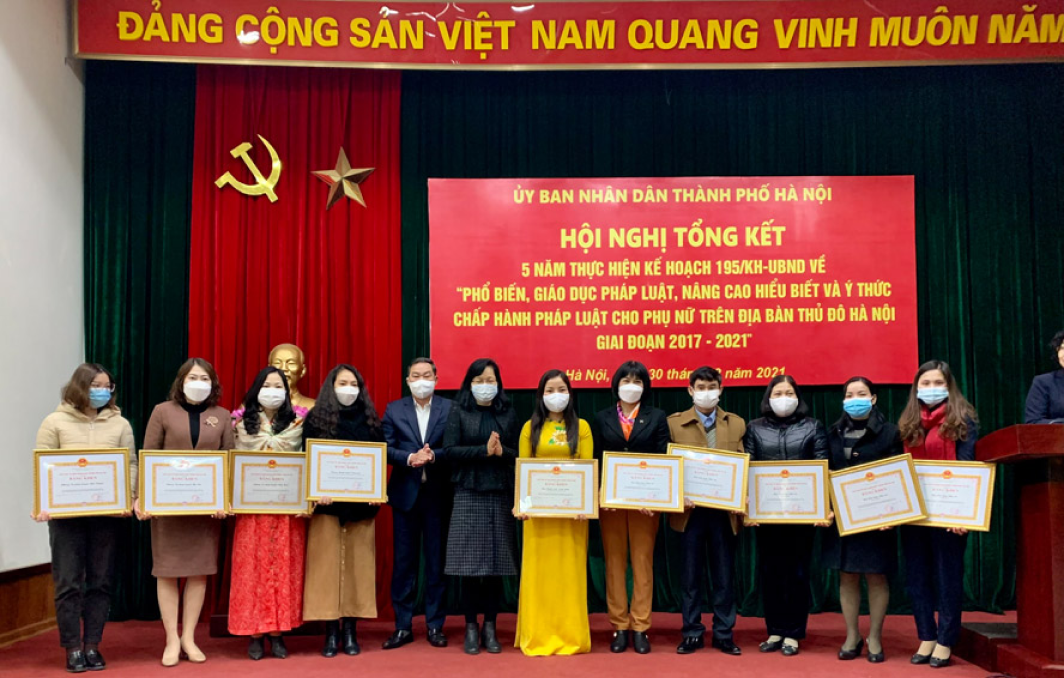 ĐẢNG CỘNG SẢN VIỆT NAM QUANG VINH MUÔN NĂM
ỦY BAN NHÂN DÂN THÀNH PHỐ HÀ NỘI
HỘI NGHỊ TỔNG KẾT
5 NĂM THỰC HIỆN KẾ HOẠCH 195/KH-UBND VỀ
"PHỔ BIẾN, GIÁO DỤC PHÁP LUẬT, NÂNG CAO HIỂU BIẾT VÀ Ý THỨC
CHẤP HÀNH PHÁP LUẬT CHO PHỤ NỮ TRÊN ĐỊA BÀN THỦ ĐÔ HÀ NỘI
GIAI ĐOẠN 2017 - 2021"
Hà Nội, 30 năm 2021